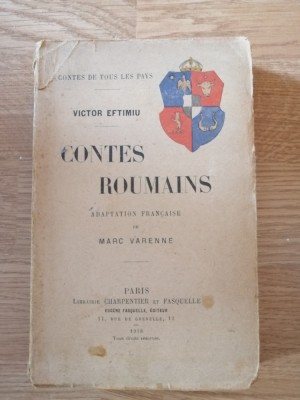 CONTES DE TOUS LES PAYS
VICTOR EFTIMIU
CONTES
ROUMAINS
ADAPTATION FRANÇAISE
DE
MARC VARENNE
PARIS
LIBRAIRIE CHARPENTIER ET FASQUELLE
EUGÈNE FASQUELLE, ÉDITEUR
11, RUE DE GRENELLE, 11
Tous droits réservés.